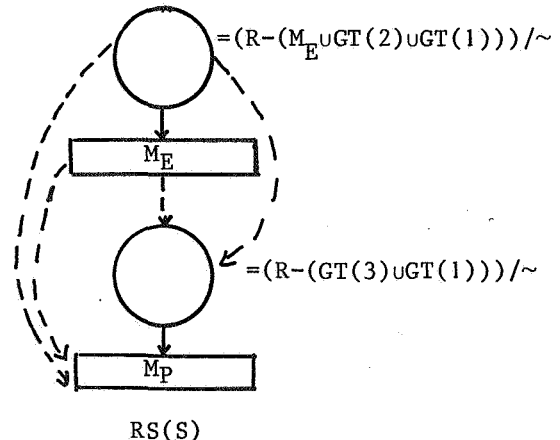 =(R-(M_E∪GT(2)∪GT(1)))/~
M_E
=(R-(GT(3)∪GT(1)))/~
M_P
RS(S)